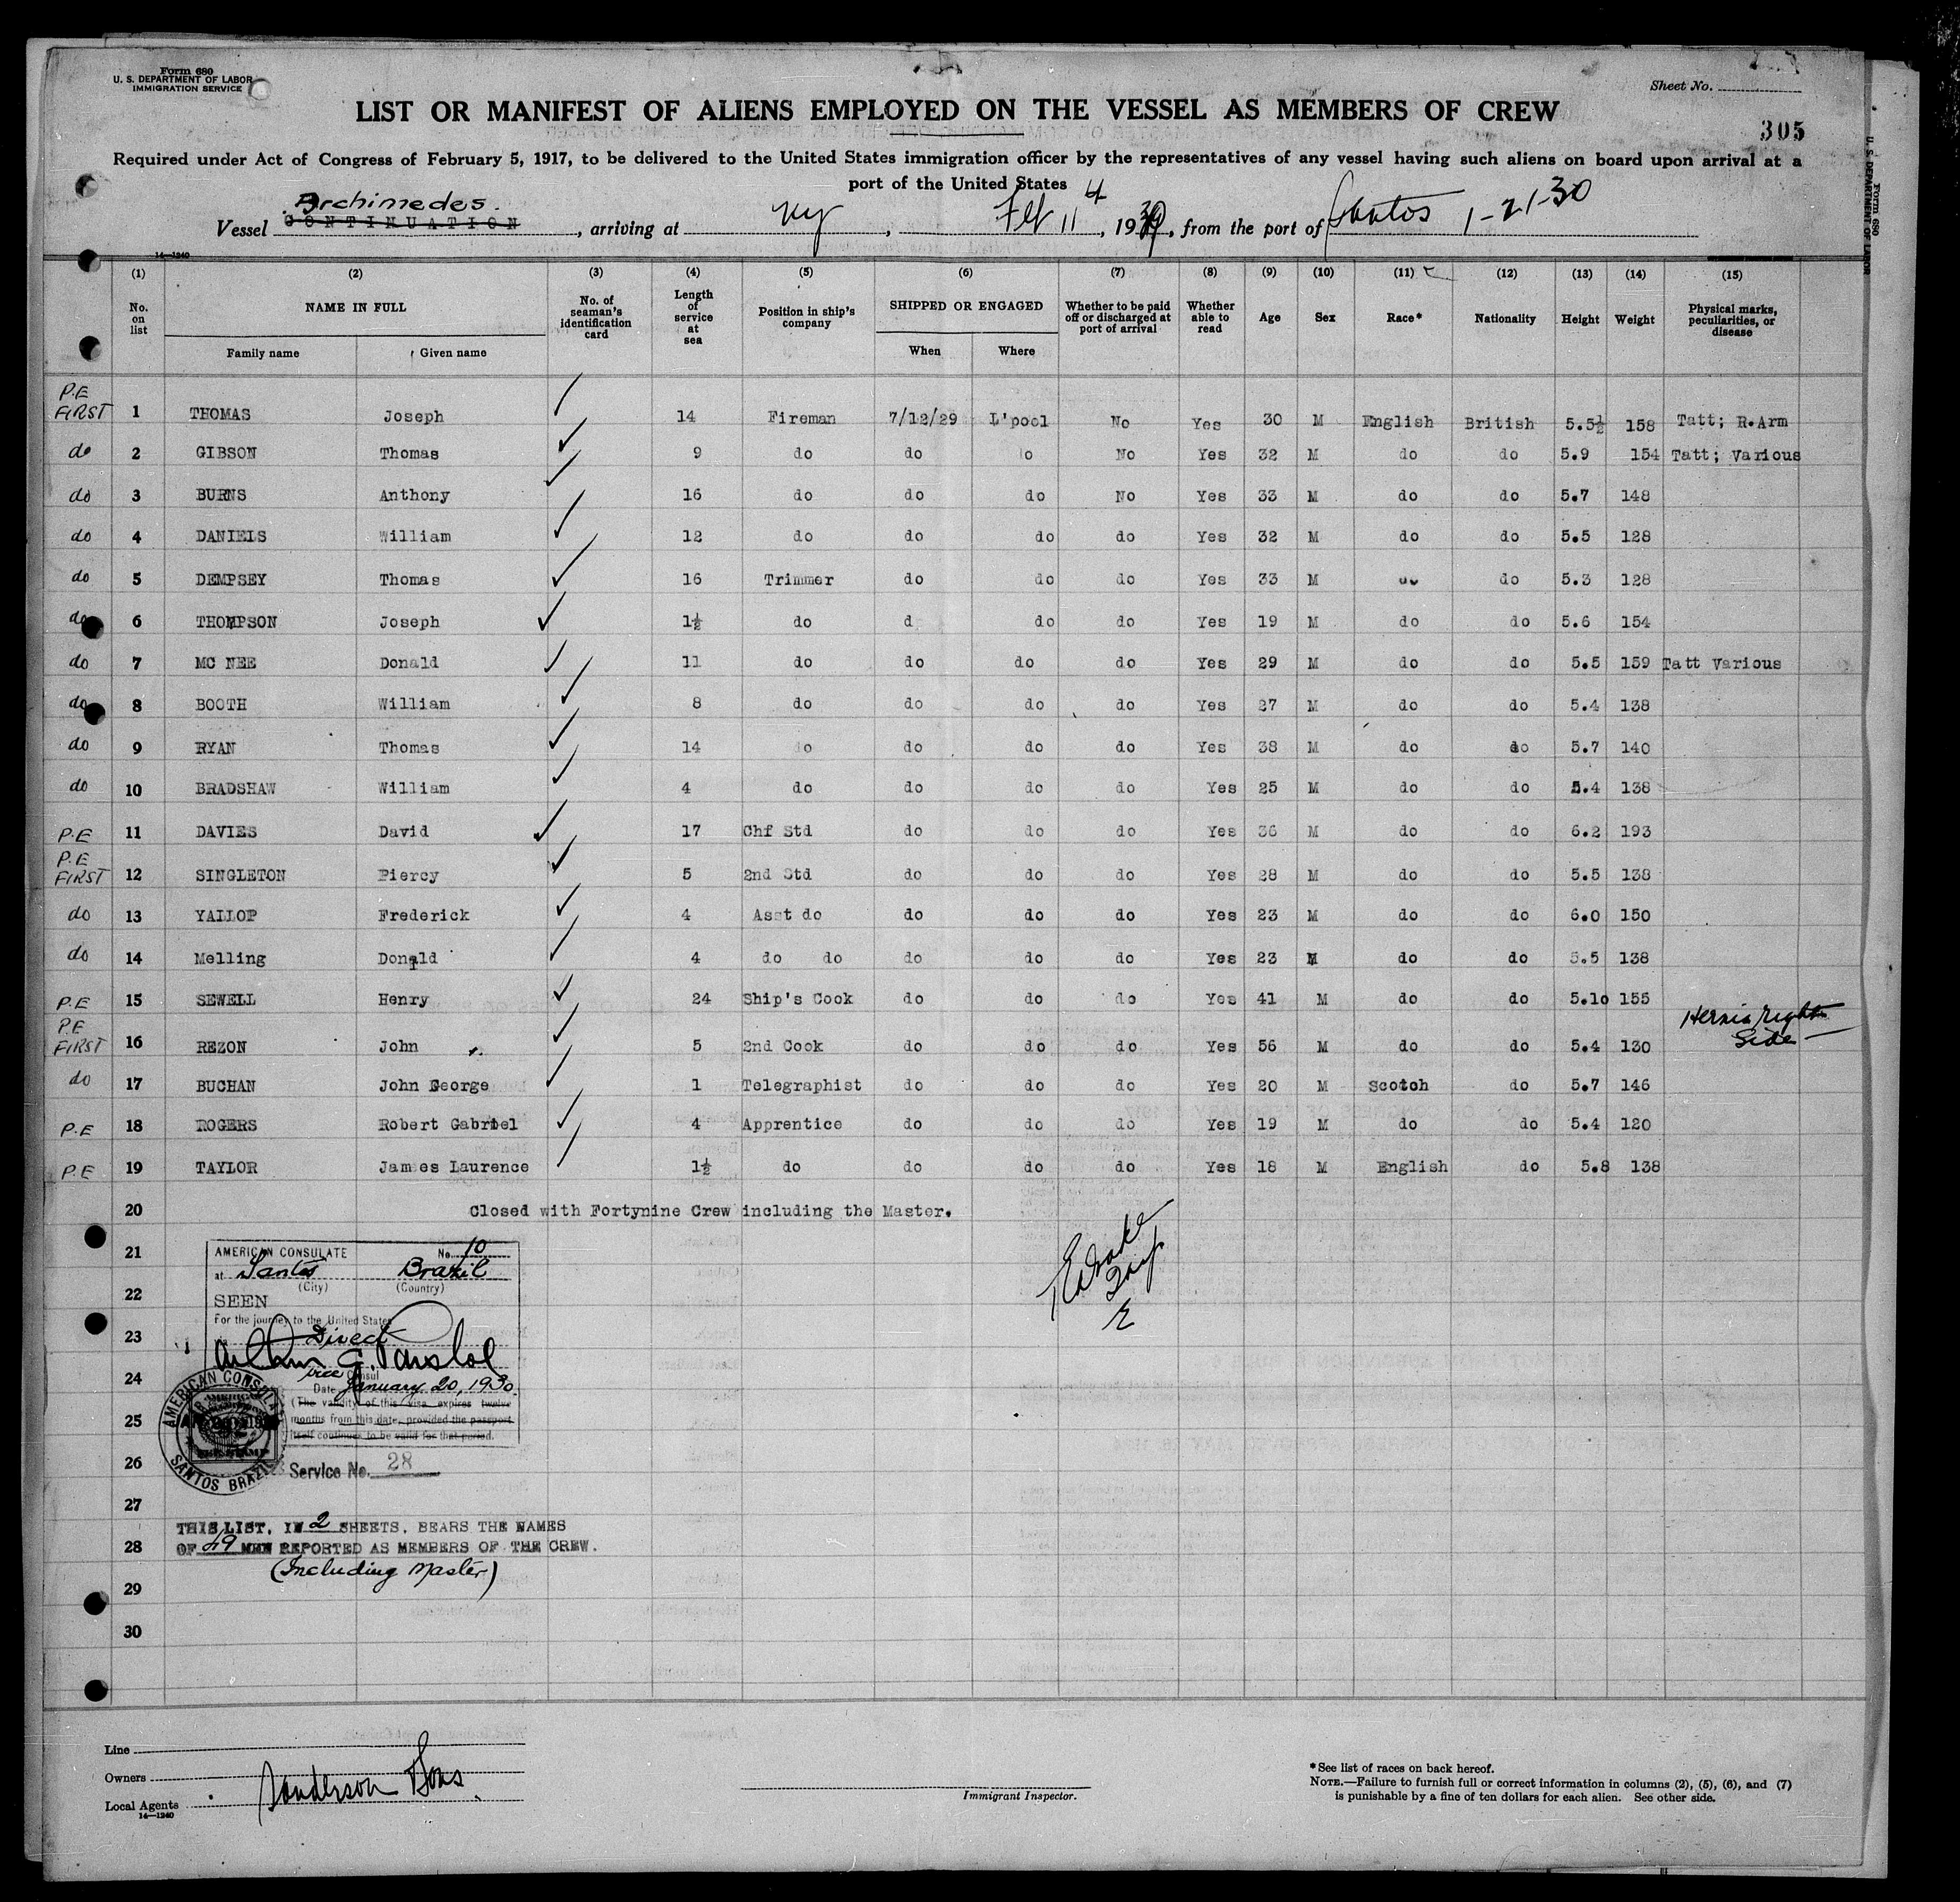 Form 680
U. S. DEPARTMENT OF LABOR
IMMIGRATION SERVICE
Sheet No.
LIST OR MANIFEST OF ALIENS EMPLOYED ON THE VESSEL AS MEMBERS OF CREW
305
Required under Act of Congress of February 5, 1917, to be delivered to the United States immigration officer by the representatives of any vessel having such aliens on board upon arrival at a
port of the United States
Vessel Archimedes. CONTINUATION, arriving at NY, Feb 11, 1930, from the port of Santos 1-21-30
14—1240
(1) (2) (3) (4) (5) (6) (7) (8) (9) (10) (11) (12) (13) (14) (15)
No. on list NAME IN FULL No. of seaman's identification card Length of service at sea Position in ship's company SHIPPED OR ENGAGED Whether to be paid off or discharged at port of arrival Whether able to read Age Sex Race* Nationality Height Weight Physical marks, peculiarities, or disease
Family name Given name When Where
P.E FIRST 1 THOMAS Joseph 14 Fireman 7/12/29 L'pool No Yes 30 M English British 5.5½ 158 Tatt; R.Arm
do 2 GIBSON Thomas 9 do do o No Yes 32 M do do 5.9 154 Tatt; Various
do 3 BURNS Anthony 16 do do do No Yes 33 M do do 5.7 148
do 4 DANIELS William 12 do do do do Yes 32 M do do 5.5 128
do 5 DEMPSEY Thomas 16 Trimmer do do do Yes 33 M do do 5.3 128
do 6 THOMPSON Joseph 1½ do d do do Yes 19 M do do 5.6 154
do 7 MC NEE Donald 11 do do do do Yes 29 M do do 5.5 159 Tatt Various
do 8 BOOTH William 8 do do do do Yes 27 M do do 5.4 138
do 9 RYAN Thomas 14 do do do do Yes 38 M do do 5.7 140
do 10 BRADSHAW William 4 do do do do Yes 25 M do do 5.4 138
P.E 11 DAVIES David 17 Chf Std do do do Yes 36 M do do 6.2 193
P.E FIRST 12 SINGLETON Piercy 5 2nd Std do do do Yes 28 M do do 5.5 138
do 13 YALLOP Frederick 4 Asst do do do do Yes 23 M do do 6.0 150
do 14 Melling Donald 4 do do do do do Yes 23 M do do 5.5 138
P.E 15 SEWELL Henry 24 Ship's Cook do do do Yes 41 M do do 5.10 155
P.E FIRST 16 REZON John 5 2nd Cook do do do Yes 56 M do do 5.4 130 Hernia right side
do 17 BUCHAN John George 1 Telegraphist do do do Yes 20 M Scotch do 5.7 146
P.E 18 ROGERS Robert Gabriel 4 Apprentice do do do Yes 19 M do do 5.4 120
P.E 19 TAYLOR James Laurence 1½ do do do do Yes 18 M English do 5.8 138
20 Closed with Fortynine Crew including the Master.
21
22
23
24
25
26
27
28
29
30
AMERICAN CONSULATE No. 10
at Santos Brazil
(City) (Country)
SEEN
For the journey to the United States
via Direct
Vice Consul
Date January 20, 1930.
(The validity of this visa expires twelve
months from this date, provided the passport
itself continues to be valid for that period.
AMERICAN CONSULATE
SANTOS BRAZIL
Service No. 28
THIS LIST, IN 2 SHEETS, BEARS THE NAMES
OF 49 MEN REPORTED AS MEMBERS OF THE CREW.
(Including Master)
Line
Owners
Local Agents
Sanderson & Sons
14—1240
Immigrant Inspector.
*See list of races on back hereof.
NOTE.—Failure to furnish full or correct information in columns (2), (5), (6), and (7)
is punishable by a fine of ten dollars for each alien. See other side.
Form 680
U. S. DEPARTMENT OF LABOR